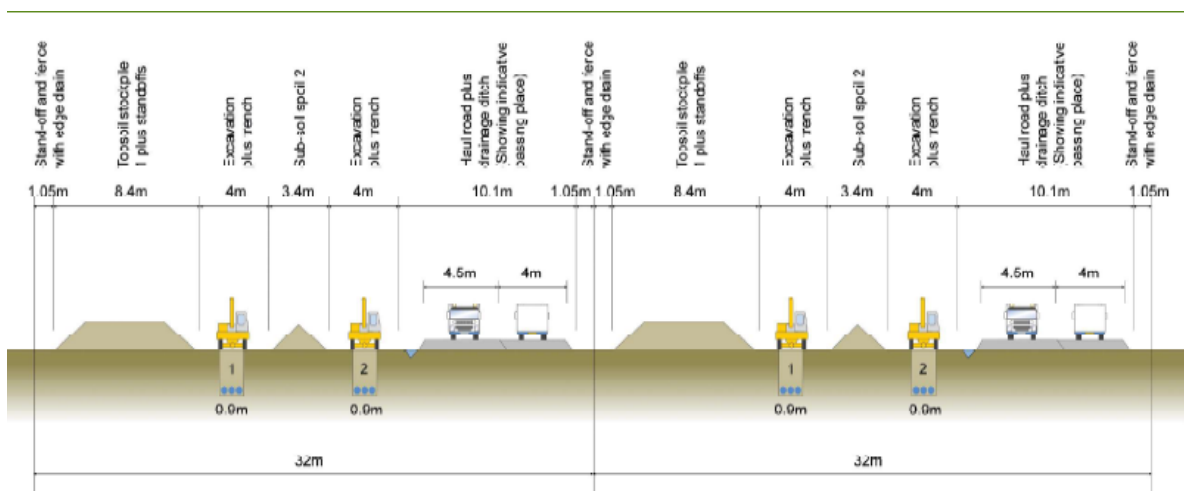 Stand-off and fence
with edge drain
Topsoil stockpile
1 plus standoffs
Excavation
plus trench
Sub-soil spoil 2
Excavation
plus trench
Haul road plus
drainage ditch
(Showing indicative
passing place)
Stand-off and fence
with edge drain
Topsoil stockpile
1 plus standoffs
Excavation
plus trench
Sub-soil spoil 2
Excavation
plus trench
Haul road plus
drainage ditch
(Showing indicative
passing place)
Stand-off and fence
with edge drain
1.05m 8.4m 4m 3.4m 4m 10.1m 1.05m 1.05m 8.4m 4m 3.4m 4m 10.1m 1.05m
4.5m 4m 4.5m 4m
1 2 1 2
0.9m 0.9m 0.9m 0.9m
32m 32m